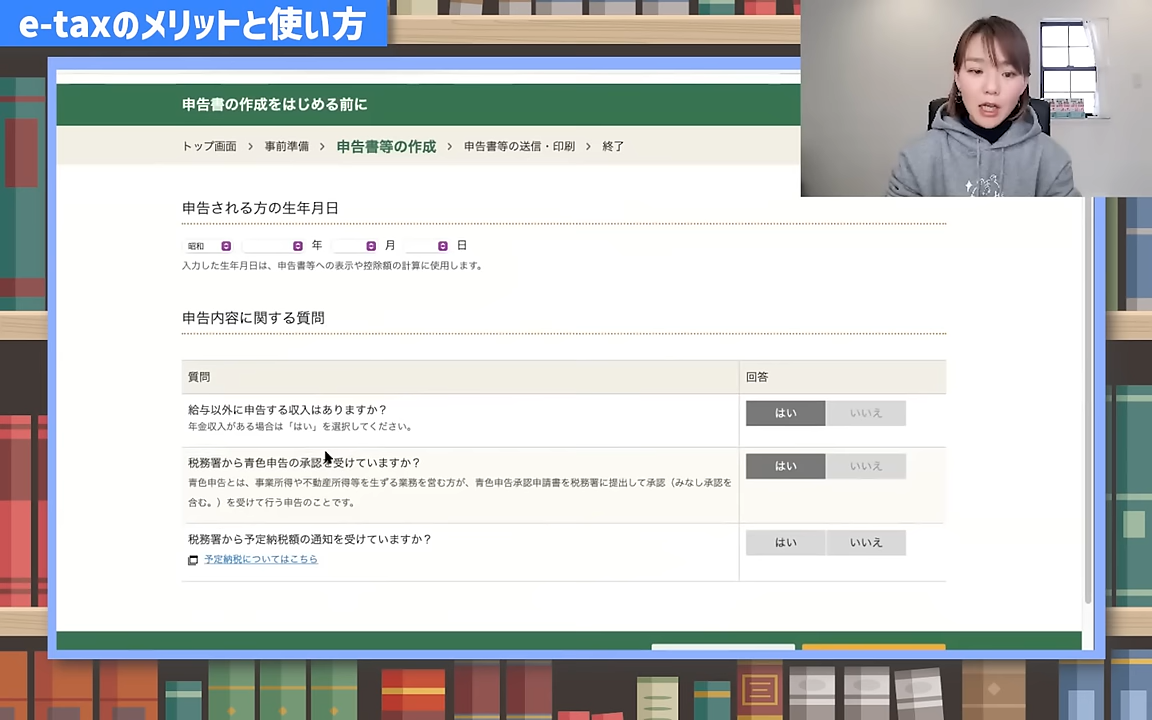 e-taxのメリットと使い方
申告書の作成をはじめる前に
トップ画面 › 事前準備 › 申告書等の作成 › 申告書等の送信・印刷 › 終了
申告される方の生年月日
昭和 年 月 日
入力した生年月日は、申告書等への表示や控除額の計算に使用します。
申告内容に関する質問
質問 回答
給与以外に申告する収入はありますか？ はい いいえ
年金収入がある場合は「はい」を選択してください。
税務署から青色申告の承認を受けていますか？ はい いいえ
青色申告とは、事業所得や不動産所得等を生ずる業務を営む方が、青色申告承認申請書を税務署に提出して承認（みなし承認を
含む。）を受けて行う申告のことです。
税務署から予定納税額の通知を受けていますか？ はい いいえ
予定納税についてはこちら